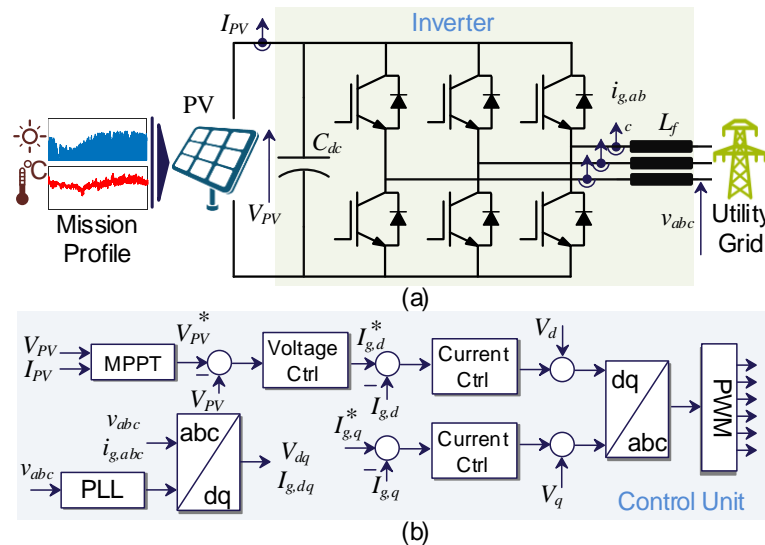 Inverter
I_PV
PV
i_g,ab
c
L_f
C_dc
°C
V_PV
Mission
Profile
v_abc
Utility
Grid
(a)
V_PV
I_PV
MPPT
V_PV*
V_PV
Voltage
Ctrl
I_g,d*
I_g,d
Current
Ctrl
V_d
dq
abc
PWM
v_abc
i_g,abc
abc
dq
V_dq
I_g,dq
v_abc
PLL
I_g,q*
I_g,q
Current
Ctrl
V_q
Control Unit
(b)